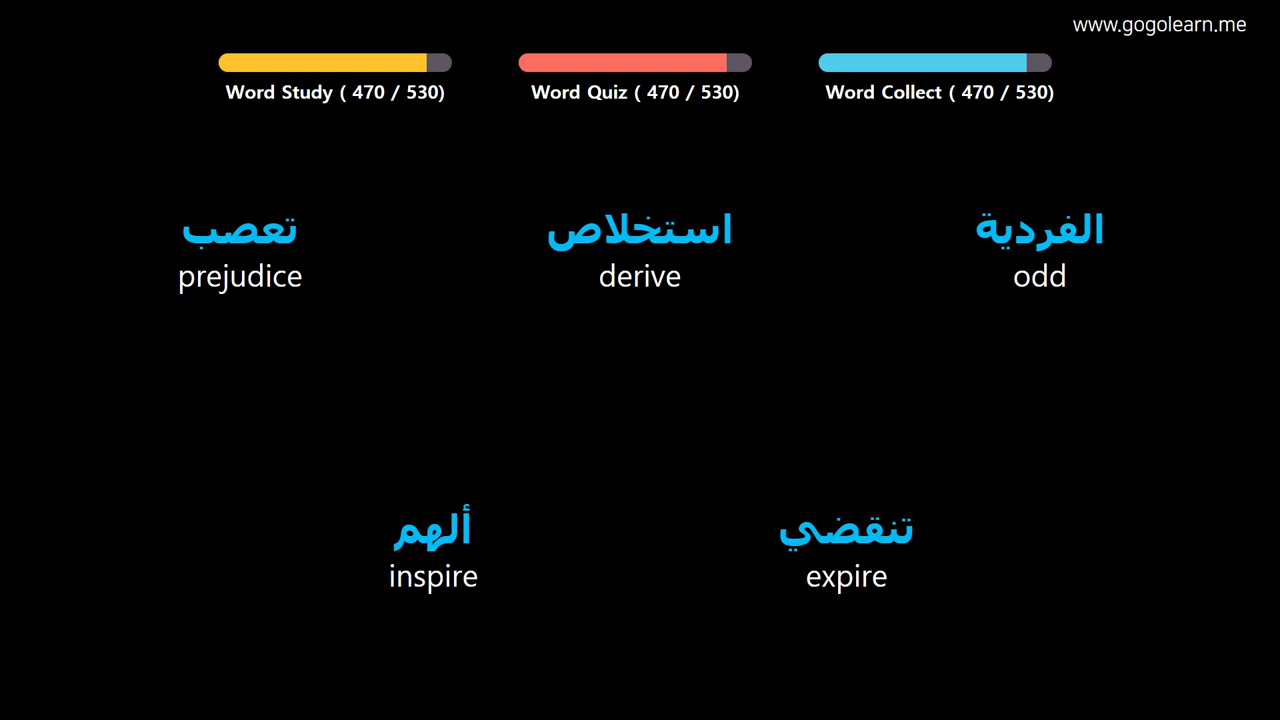 www.gogolearn.me
Word Study ( 470 / 530)
Word Quiz ( 470 / 530)
Word Collect ( 470 / 530)
تعصب
prejudice
استخلاص
derive
الفردية
odd
ألهم
inspire
تنقضي
expire